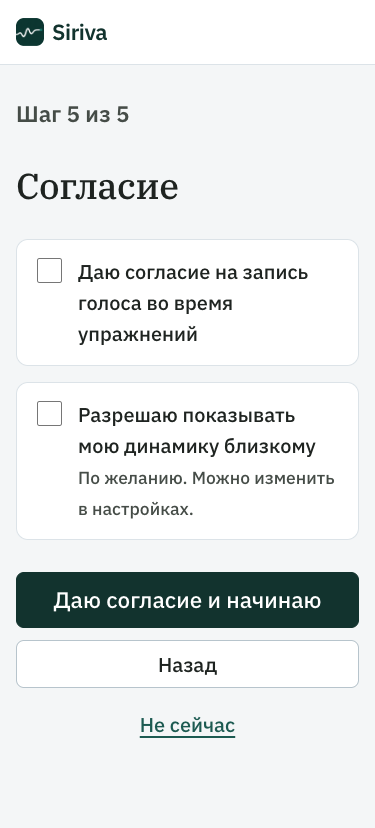 Siriva
Шаг 5 из 5
Согласие
Даю согласие на запись
голоса во время
упражнений
Разрешаю показывать
мою динамику близкому
По желанию. Можно изменить
в настройках.
Даю согласие и начинаю
Назад
Не сейчас